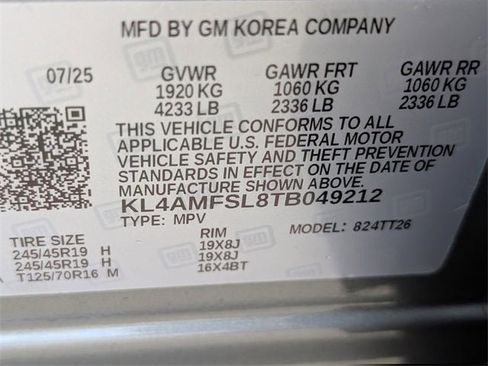 MFD BY GM KOREA COMPANY
07/25 GVWR GAWR FRT GAWR RR
1920 KG 1060 KG 1060 KG
4233 LB 2336 LB 2336 LB
THIS VEHICLE CONFORMS TO ALL
APPLICABLE U.S. FEDERAL MOTOR
VEHICLE SAFETY AND THEFT PREVENTION
STANDARDS IN EFFECT ON THE DATE OF
MANUFACTURE SHOWN ABOVE.
KL4AMFSL8TB049212
TYPE: MPV MODEL: 824TT26
TIRE SIZE RIM
245/45R19 H 19X8J
245/45R19 H 19X8J
T125/70R16 M 16X4BT